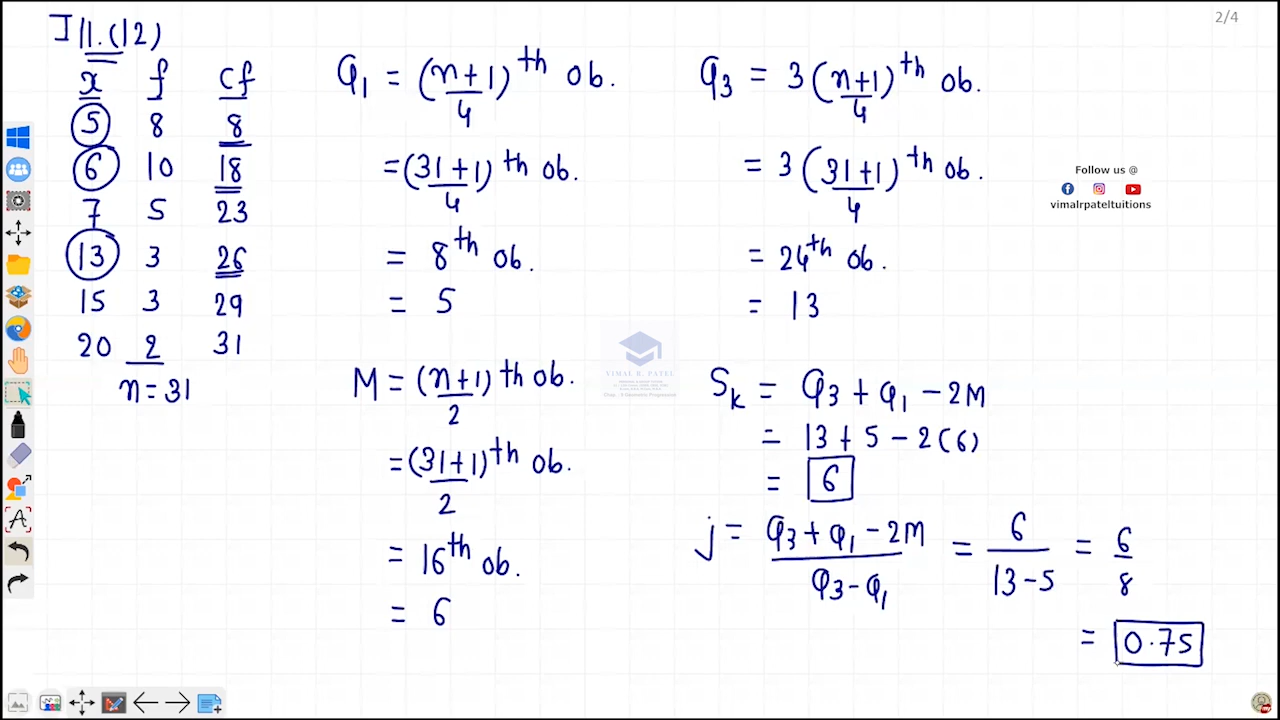 2/4
Ill.(12)
x f cf
5 8 8
6 10 18
7 5 23
13 3 26
15 3 29
20 2 31
n = 31
Q1 = (n+1/4)th ob.
= (31+1/4)th ob.
= 8th ob.
= 5
M = (n+1/2)th ob.
= (31+1/2)th ob.
= 16th ob.
= 6
Q3 = 3(n+1/4)th ob.
= 3(31+1/4)th ob.
= 24th ob.
= 13
Sk = Q3 + Q1 - 2M
= 13 + 5 - 2(6)
= 6
j = Q3 + Q1 - 2M / Q3 - Q1 = 6 / 13-5 = 6/8
= 0.75
Follow us @
vimalrpateltuitions
VIMAL R. PATEL